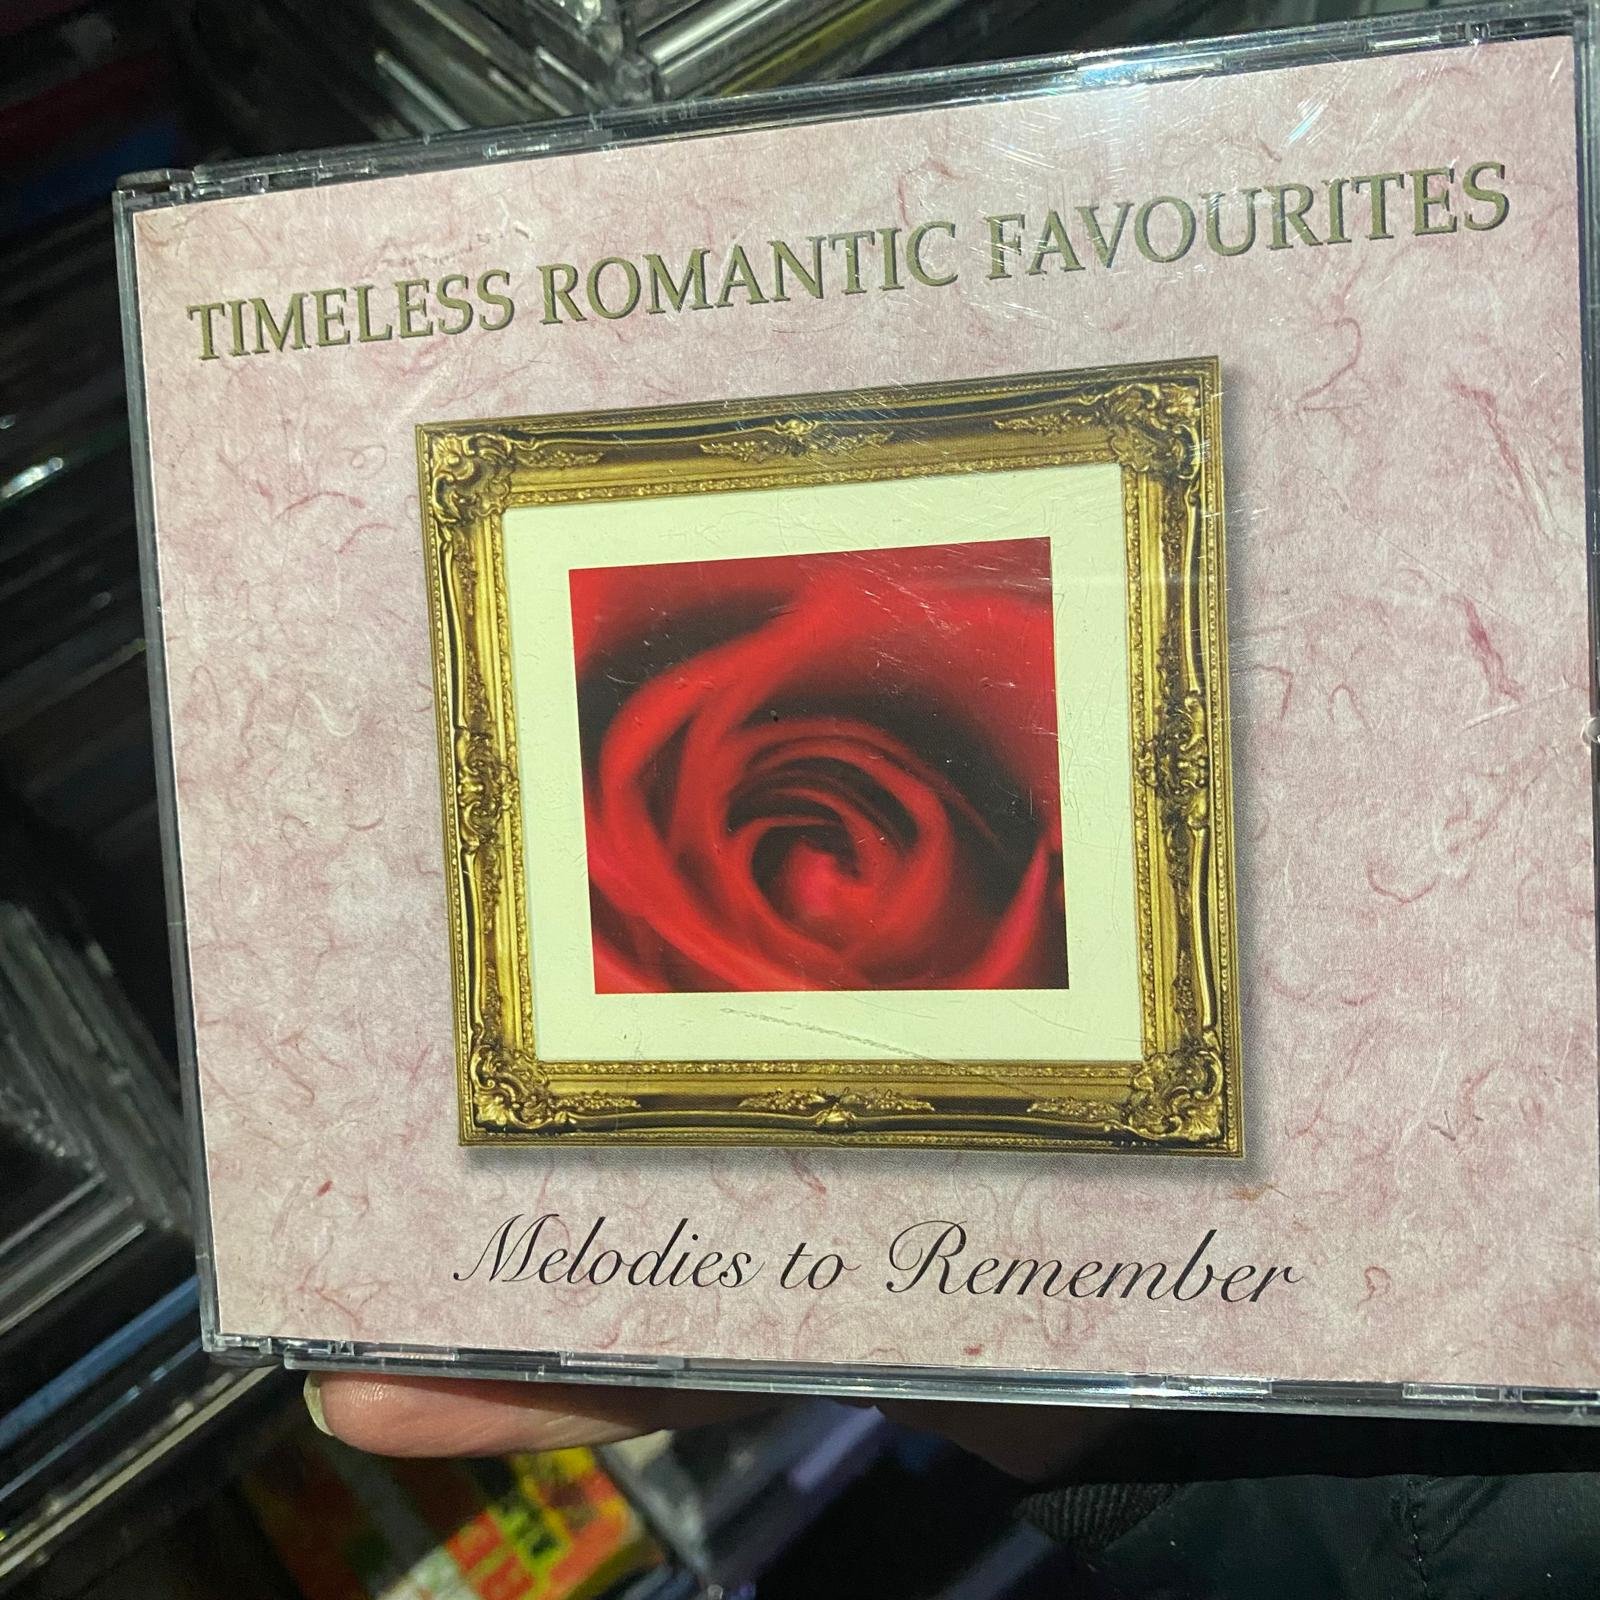 TIMELESS ROMANTIC FAVOURITES
Melodies to Remember